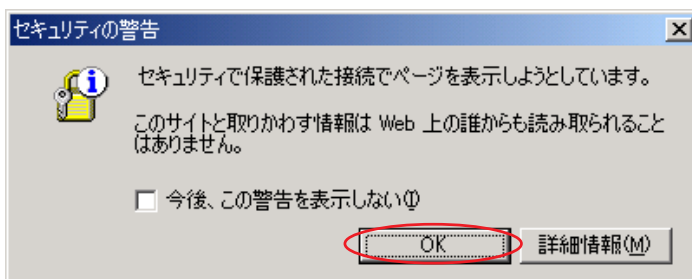 セキュリティの警告
セキュリティで保護された接続でページを表示しようとしています。
このサイトと取りかわす情報は Web 上の誰からも読み取られること
はありません。
今後、この警告を表示しない(I)
OK 詳細情報(M)